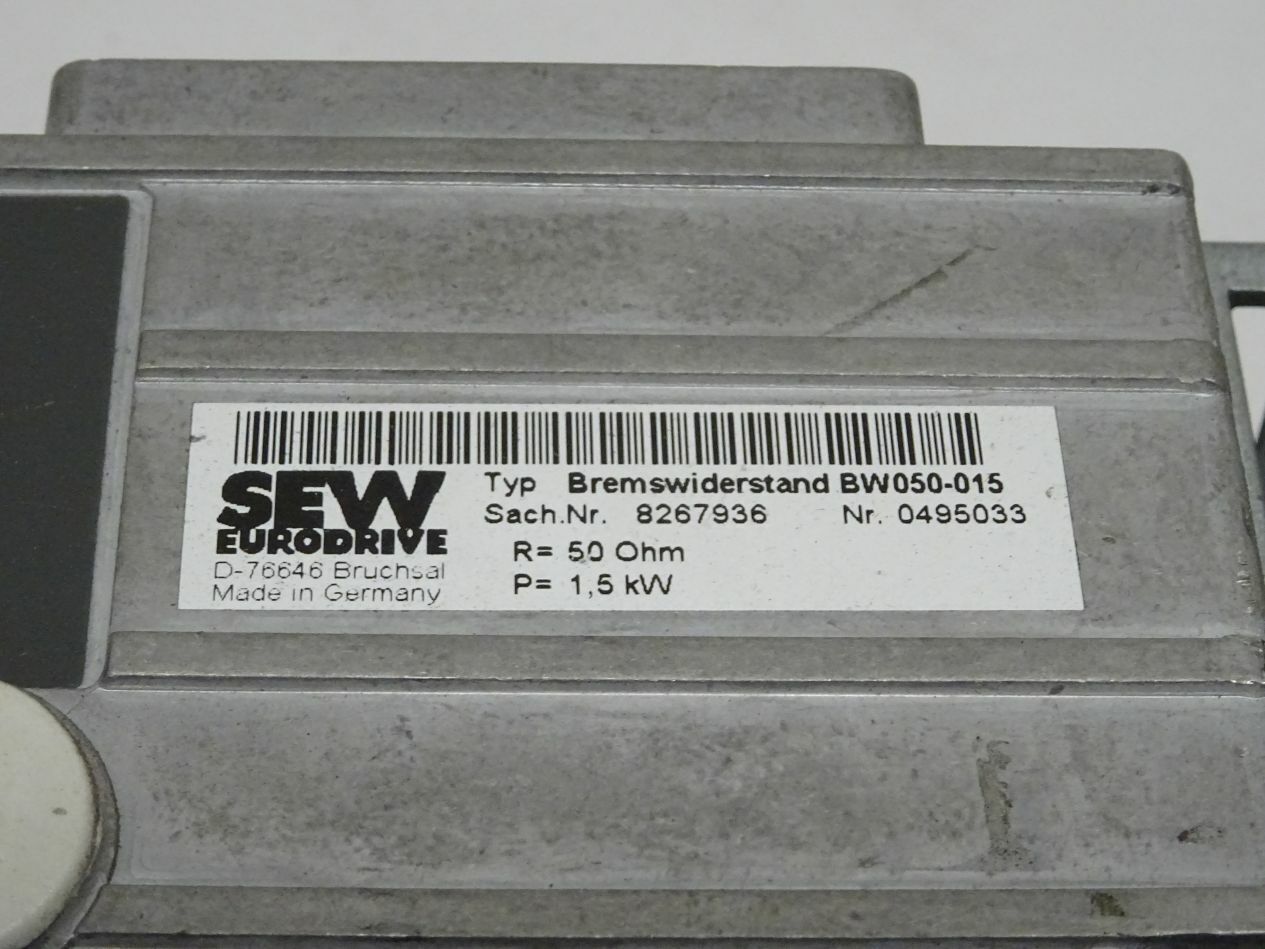 SEW
EURODRIVE
D-76646 Bruchsal
Made in Germany
Typ Bremswiderstand BW050-015
Sach.Nr. 8267936 Nr. 0495033
R= 50 Ohm
P= 1,5 kW